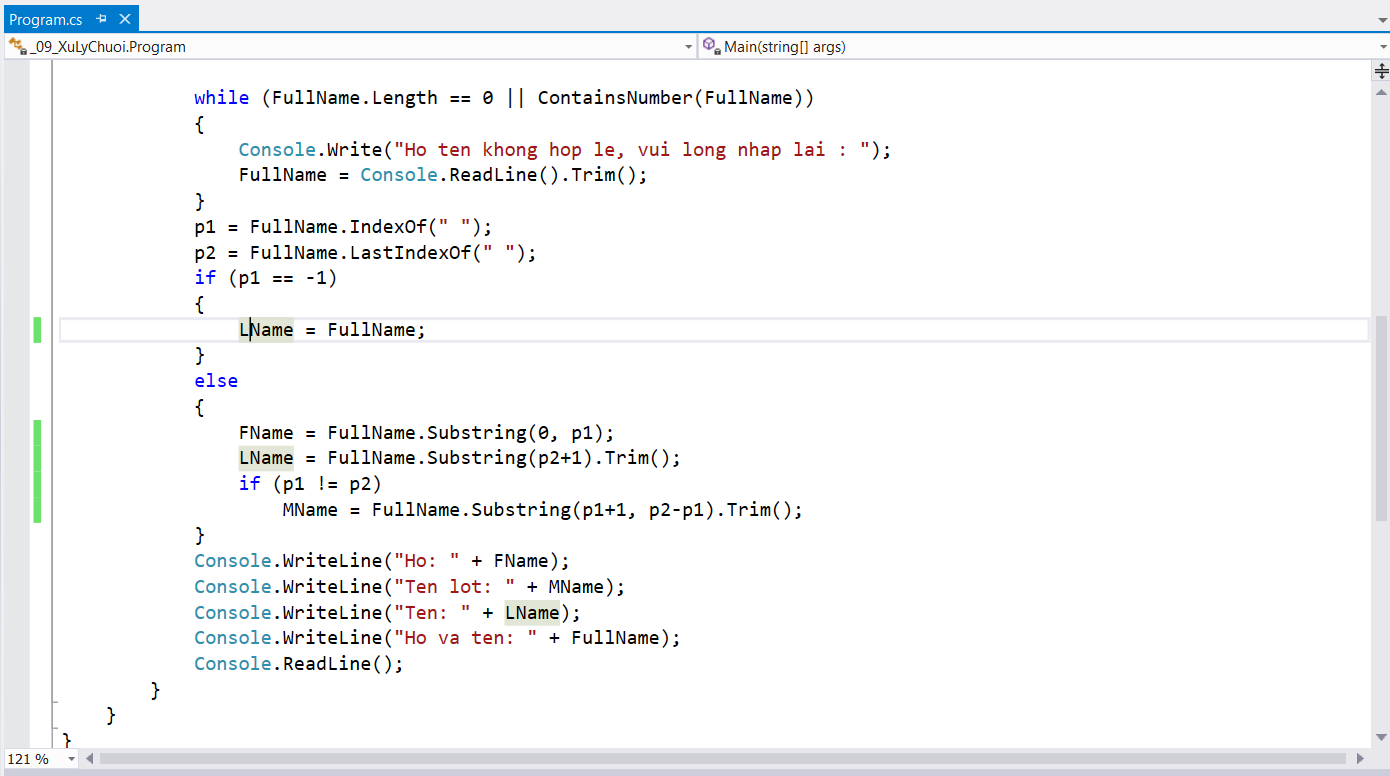 Program.cs
_09_XuLyChuoi.Program
Main(string[] args)
while (FullName.Length == 0 || ContainsNumber(FullName))
{
Console.Write("Ho ten khong hop le, vui long nhap lai : ");
FullName = Console.ReadLine().Trim();
}
p1 = FullName.IndexOf(" ");
p2 = FullName.LastIndexOf(" ");
if (p1 == -1)
{
LName = FullName;
}
else
{
FName = FullName.Substring(0, p1);
LName = FullName.Substring(p2+1).Trim();
if (p1 != p2)
MName = FullName.Substring(p1+1, p2-p1).Trim();
}
Console.WriteLine("Ho: " + FName);
Console.WriteLine("Ten lot: " + MName);
Console.WriteLine("Ten: " + LName);
Console.WriteLine("Ho va ten: " + FullName);
Console.ReadLine();
}
}
}
121 %